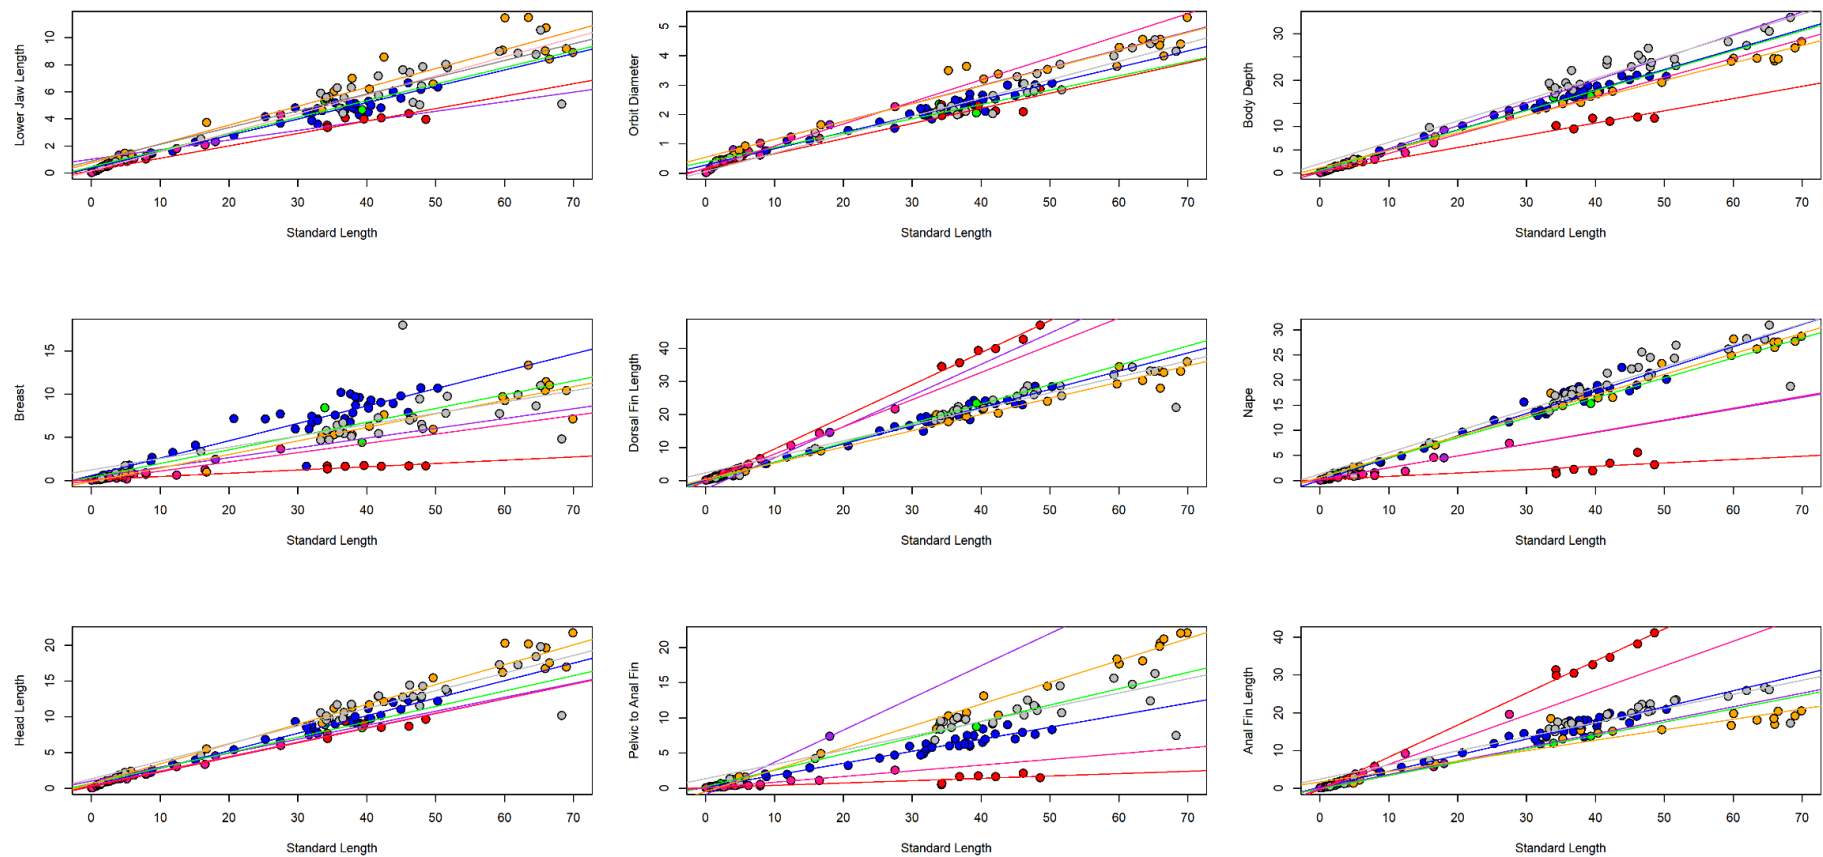 Lower Jaw Length
10
8
6
4
2
0
0 10 20 30 40 50 60 70
Standard Length
Orbit Diameter
5
4
3
2
1
0
0 10 20 30 40 50 60 70
Standard Length
Body Depth
30
20
15
10
5
0
0 10 20 30 40 50 60 70
Standard Length
Breast
15
10
5
0
0 10 20 30 40 50 60 70
Standard Length
Dorsal Fin Length
40
30
20
10
0
0 10 20 30 40 50 60 70
Standard Length
Nape
30
25
20
15
10
5
0
0 10 20 30 40 50 60 70
Standard Length
Head Length
20
15
10
5
0
0 10 20 30 40 50 60 70
Standard Length
Pelvic to Anal Fin
20
15
10
5
0
0 10 20 30 40 50 60 70
Standard Length
Anal Fin Length
40
30
20
10
0
0 10 20 30 40 50 60 70
Standard Length